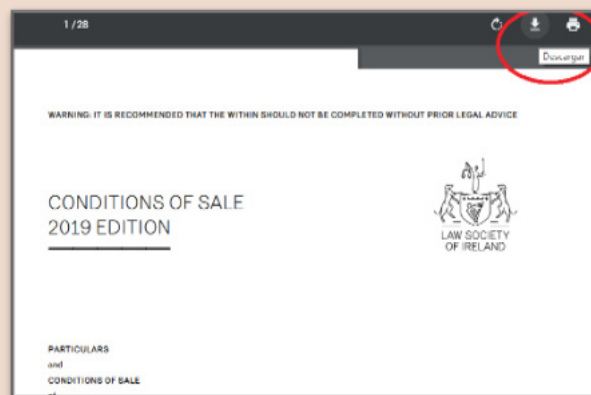 1 / 28
Descargar
WARNING: IT IS RECOMMENDED THAT THE WITHIN SHOULD NOT BE COMPLETED WITHOUT PRIOR LEGAL ADVICE
CONDITIONS OF SALE
2019 EDITION
LAW SOCIETY
OF IRELAND
PARTICULARS
and
CONDITIONS OF SALE
of